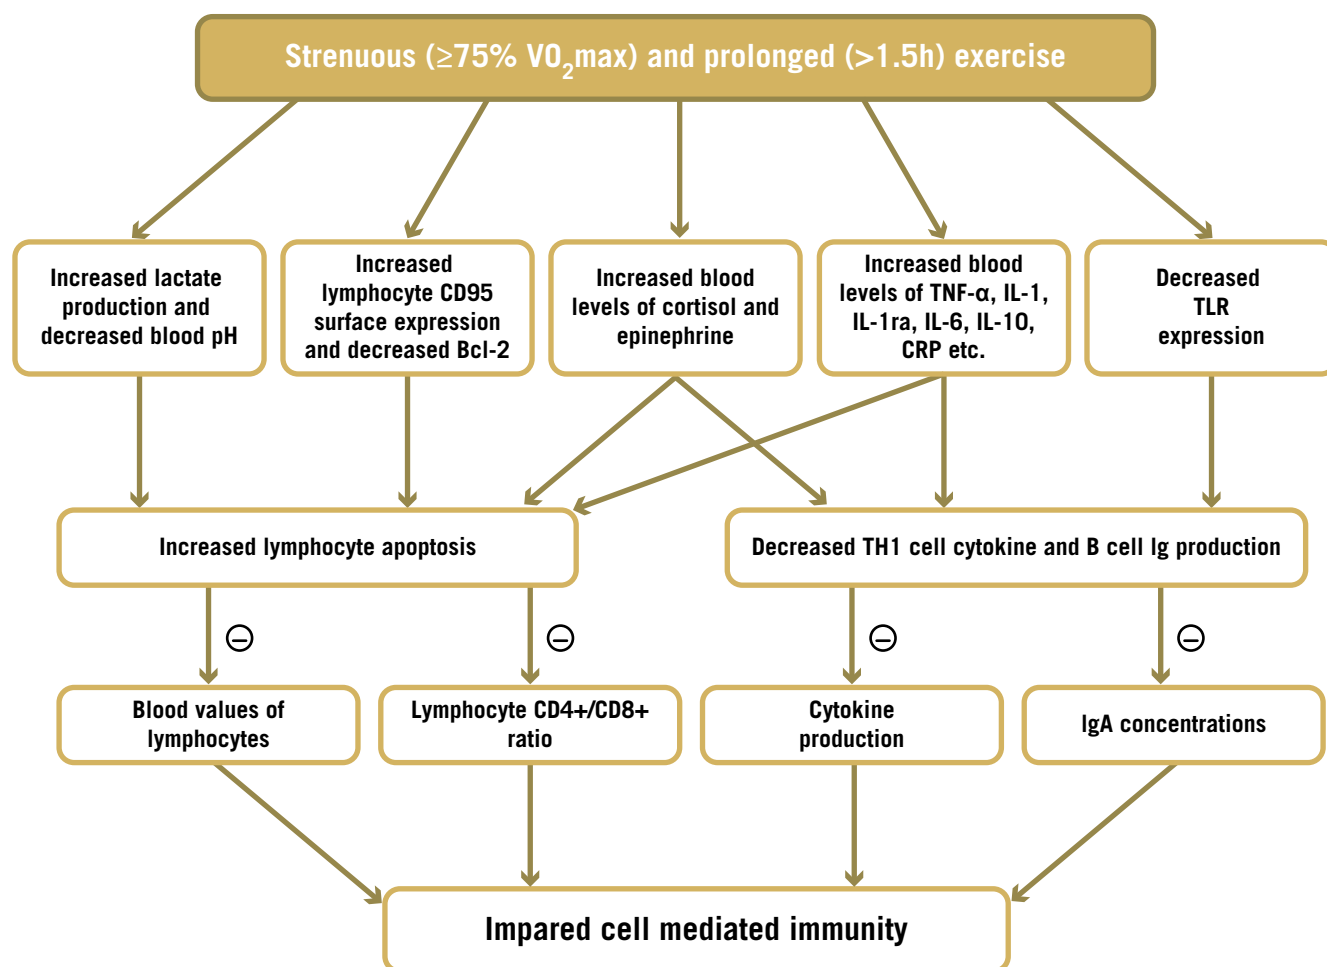 Strenuous (≥75% VO₂max) and prolonged (>1.5h) exercise
Increased lactate
production and
decreased blood pH
Increased
lymphocyte CD95
surface expression
and decreased Bcl-2
Increased blood
levels of cortisol and
epinephrine
Increased blood
levels of TNF-α, IL-1,
IL-1ra, IL-6, IL-10,
CRP etc.
Decreased
TLR
expression
Increased lymphocyte apoptosis
Decreased TH1 cell cytokine and B cell Ig production
Blood values of
lymphocytes
Lymphocyte CD4+/CD8+
ratio
Cytokine
production
IgA concentrations
Impared cell mediated immunity